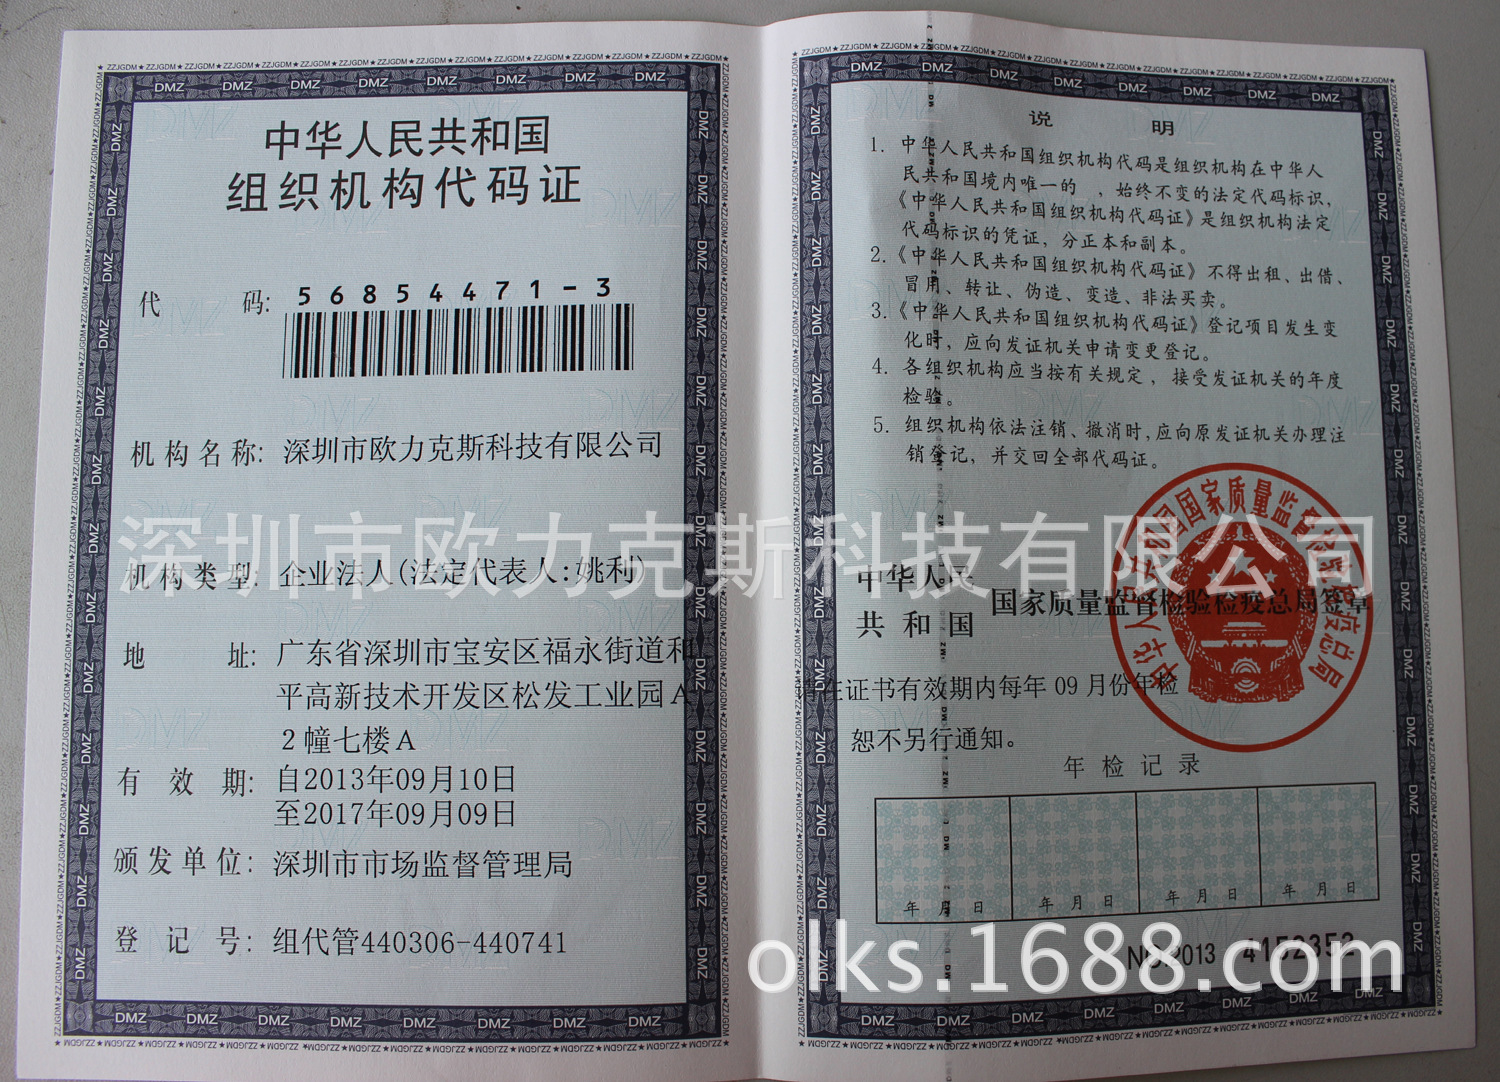 中华人民共和国
组织机构代码证
代 码: 56854471-3
机构名称: 深圳市欧力克斯科技有限公司
机构类型: 企业法人(法定代表人:姚利)
地 址: 广东省深圳市宝安区福永街道和
平高新技术开发区松发工业园A
2幢七楼A
有效期: 自2013年09月10日
至2017年09月09日
颁发单位: 深圳市市场监督管理局
登记号: 组代管440306-440741
说 明
1. 中华人民共和国组织机构代码是组织机构在中华人
民共和国境内唯一的 ，始终不变的法定代码标识，
《中华人民共和国组织机构代码证》是组织机构法定
代码标识的凭证，分正本和副本。
2.《中华人民共和国组织机构代码证》不得出租、出借、
冒用、转让、伪造、变造、非法买卖。
3.《中华人民共和国组织机构代码证》登记项目发生变
化时，应向发证机关申请变更登记。
4. 各组织机构应当按有关规定，接受发证机关的年度
检验。
5. 组织机构依法注销、撤消时，应向原发证机关办理注
销登记，并交回全部代码证。
中华人民
共和国 国家质量监督检验检疫总局签章
请在证书有效期内每年09月份年检
恕不另行通知。
年检记录
年 月 日 年 月 日 年 月 日 年 月 日
NO.2013 4152352
深圳市欧力克斯科技有限公司
olks.1688.com